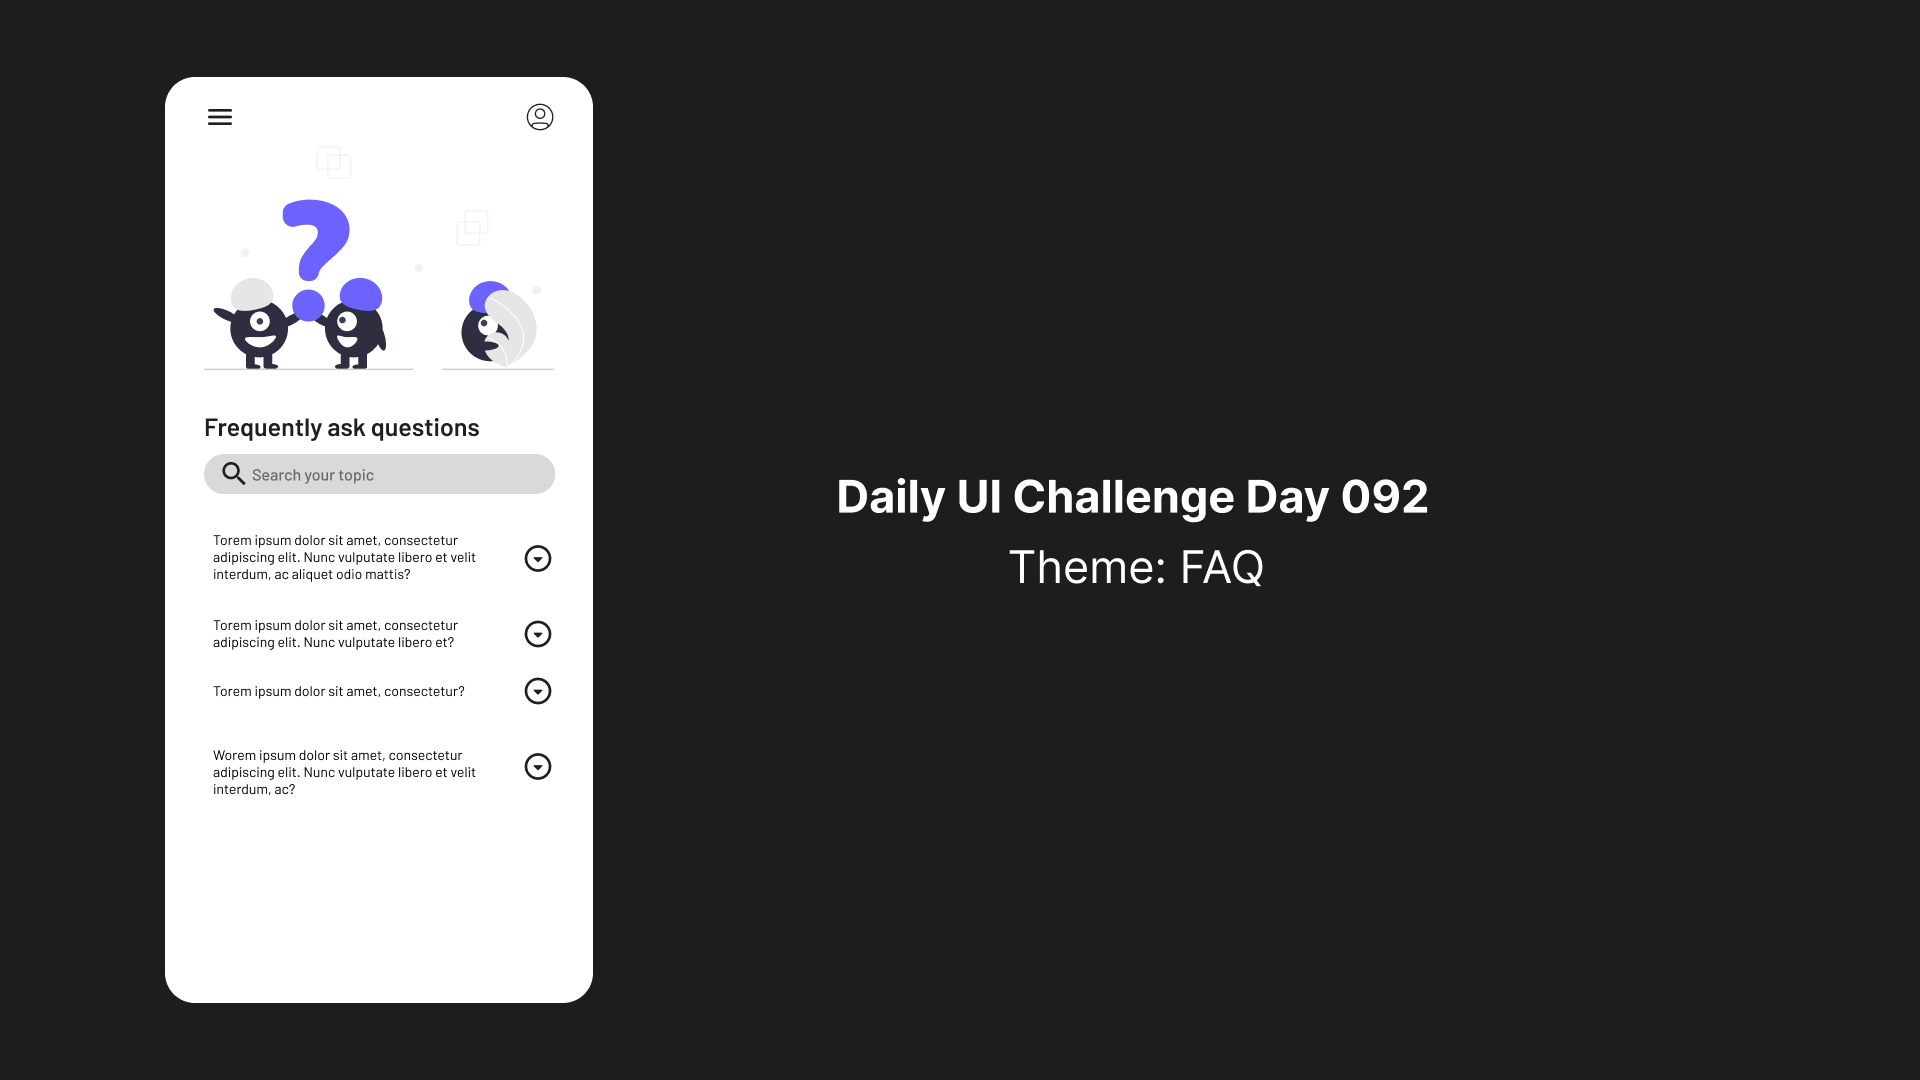 Frequently ask questions
Search your topic
Torem ipsum dolor sit amet, consectetur
adipiscing elit. Nunc vulputate libero et velit
interdum, ac aliquet odio mattis?
Torem ipsum dolor sit amet, consectetur
adipiscing elit. Nunc vulputate libero et?
Torem ipsum dolor sit amet, consectetur?
Worem ipsum dolor sit amet, consectetur
adipiscing elit. Nunc vulputate libero et velit
interdum, ac?
Daily UI Challenge Day 092
Theme: FAQ